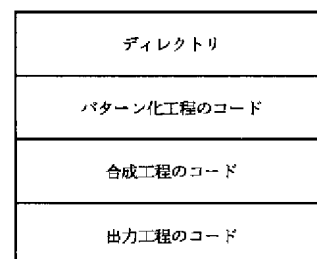 ディレクトリ
パターン化工程のコード
合成工程のコード
出力工程のコード